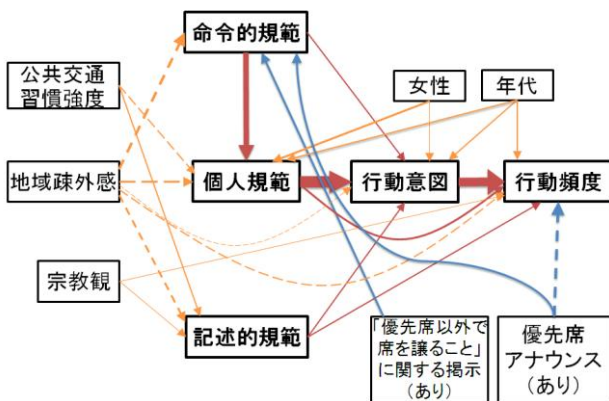 命令的規範
公共交通
習慣強度
女性
年代
地域疎外感
個人規範
行動意図
行動頻度
宗教観
記述的規範
「優先席以外で
席を譲ること」
に関する掲示
(あり)
優先席
アナウンス
(あり)